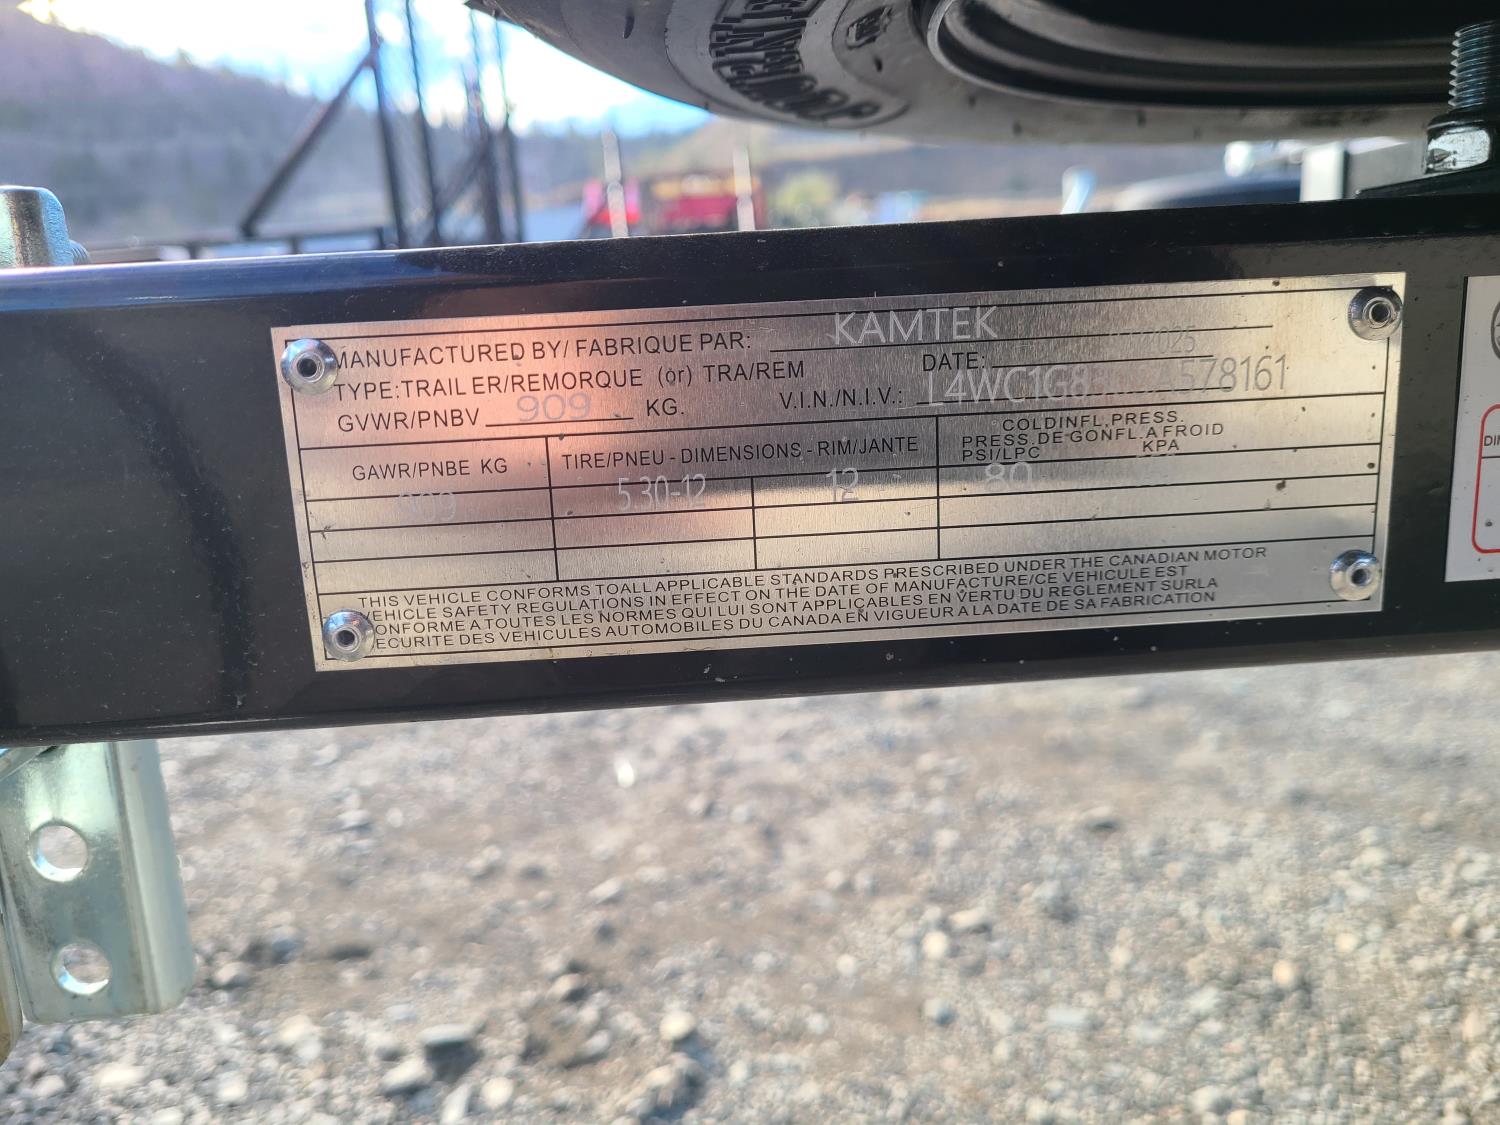 MANUFACTURED BY/ FABRIQUE PAR: KAMTEK
TYPE:TRAILER/REMORQUE (or) TRA/REM DATE:
GVWR/PNBV 909 KG. V.I.N./N.I.V.:
GAWR/PNBE KG TIRE/PNEU - DIMENSIONS - RIM/JANTE COLDINFL.PRESS.
PRESS.DE GONFL.A FROID
PSI/LPC KPA
909 5.30-12 12 80
THIS VEHICLE CONFORMS TOALL APPLICABLE STANDARDS PRESCRIBED UNDER THE CANADIAN MOTOR
VEHICLE SAFETY REGULATIONS IN EFFECT ON THE DATE OF MANUFACTURE/CE VEHICULE EST
CONFORME A TOUTES LES NORMES QUI LUI SONT APPLICABLES EN VERTU DU REGLEMENT SURLA
SECURITE DES VEHICULES AUTOMOBILES DU CANADA EN VIGUEUR A LA DATE DE SA FABRICATION